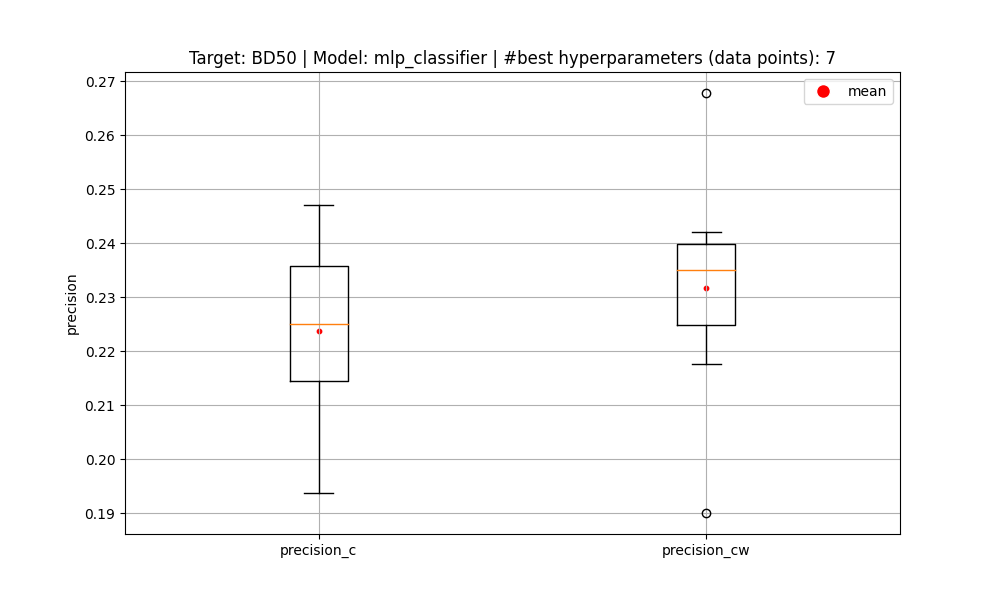 Target: BD50 | Model: mlp_classifier | #best hyperparameters (data points): 7
mean
0.27
0.26
0.25
0.24
0.23
0.22
0.21
0.20
0.19
precision
precision_c
precision_cw